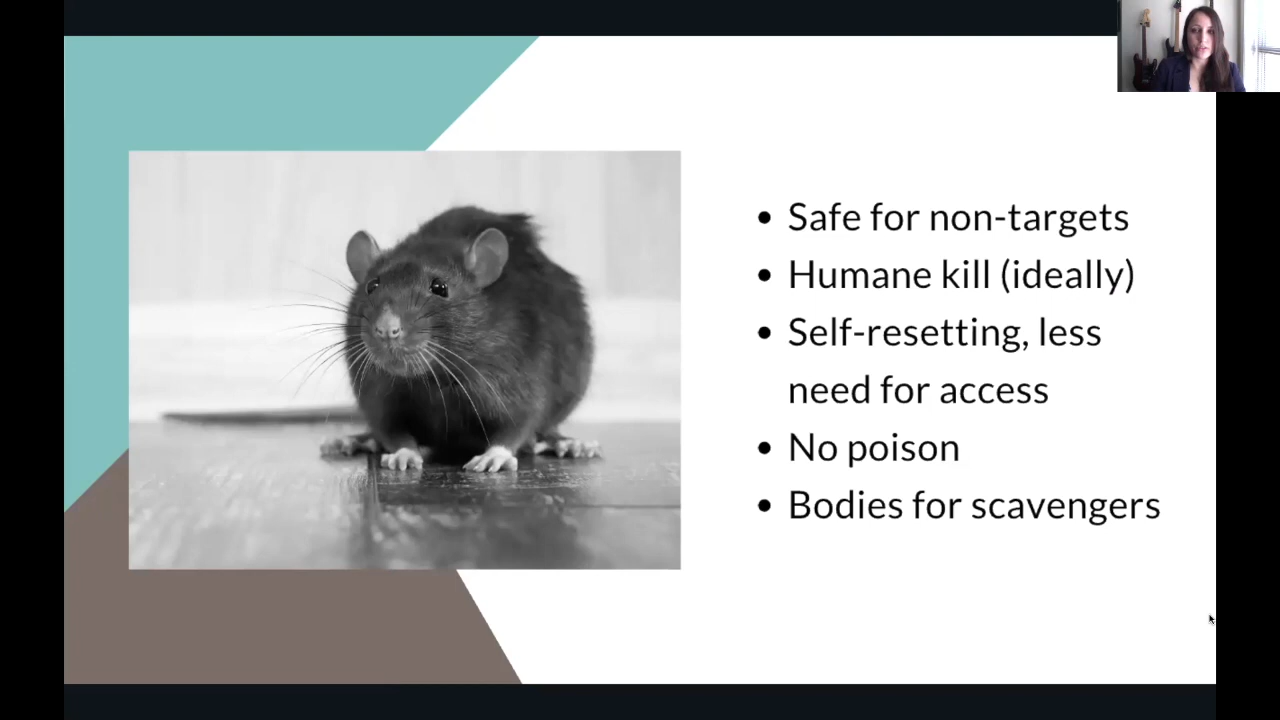 • Safe for non-targets
• Humane kill (ideally)
• Self-resetting, less
need for access
• No poison
• Bodies for scavengers